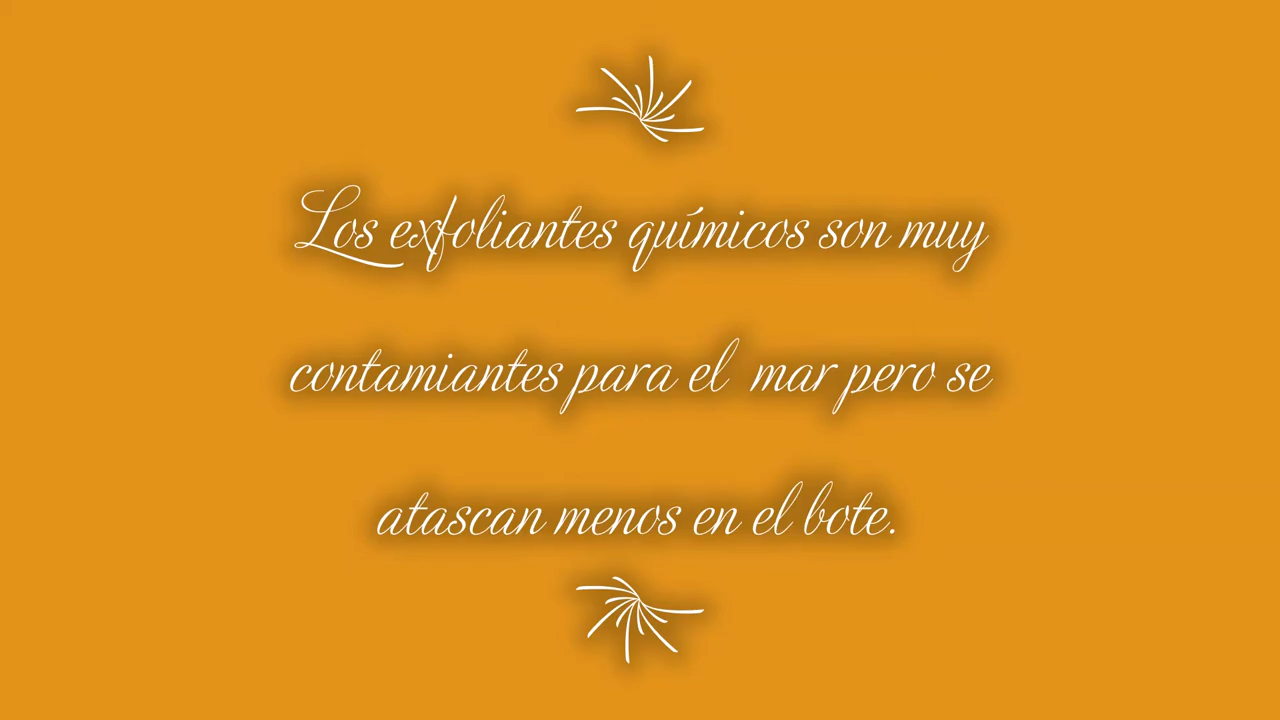 Los exfoliantes químicos son muy
contamiantes para el  mar pero se
atascan menos en el bote.